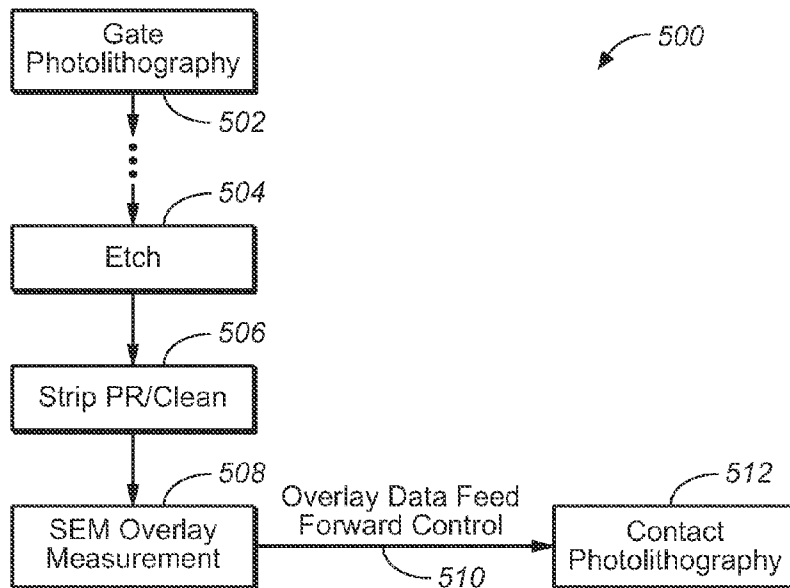 Gate
Photolithography
500
502
504
Etch
506
Strip PR/Clean
508
SEM Overlay
Measurement
Overlay Data Feed
Forward Control
510
512
Contact
Photolithography